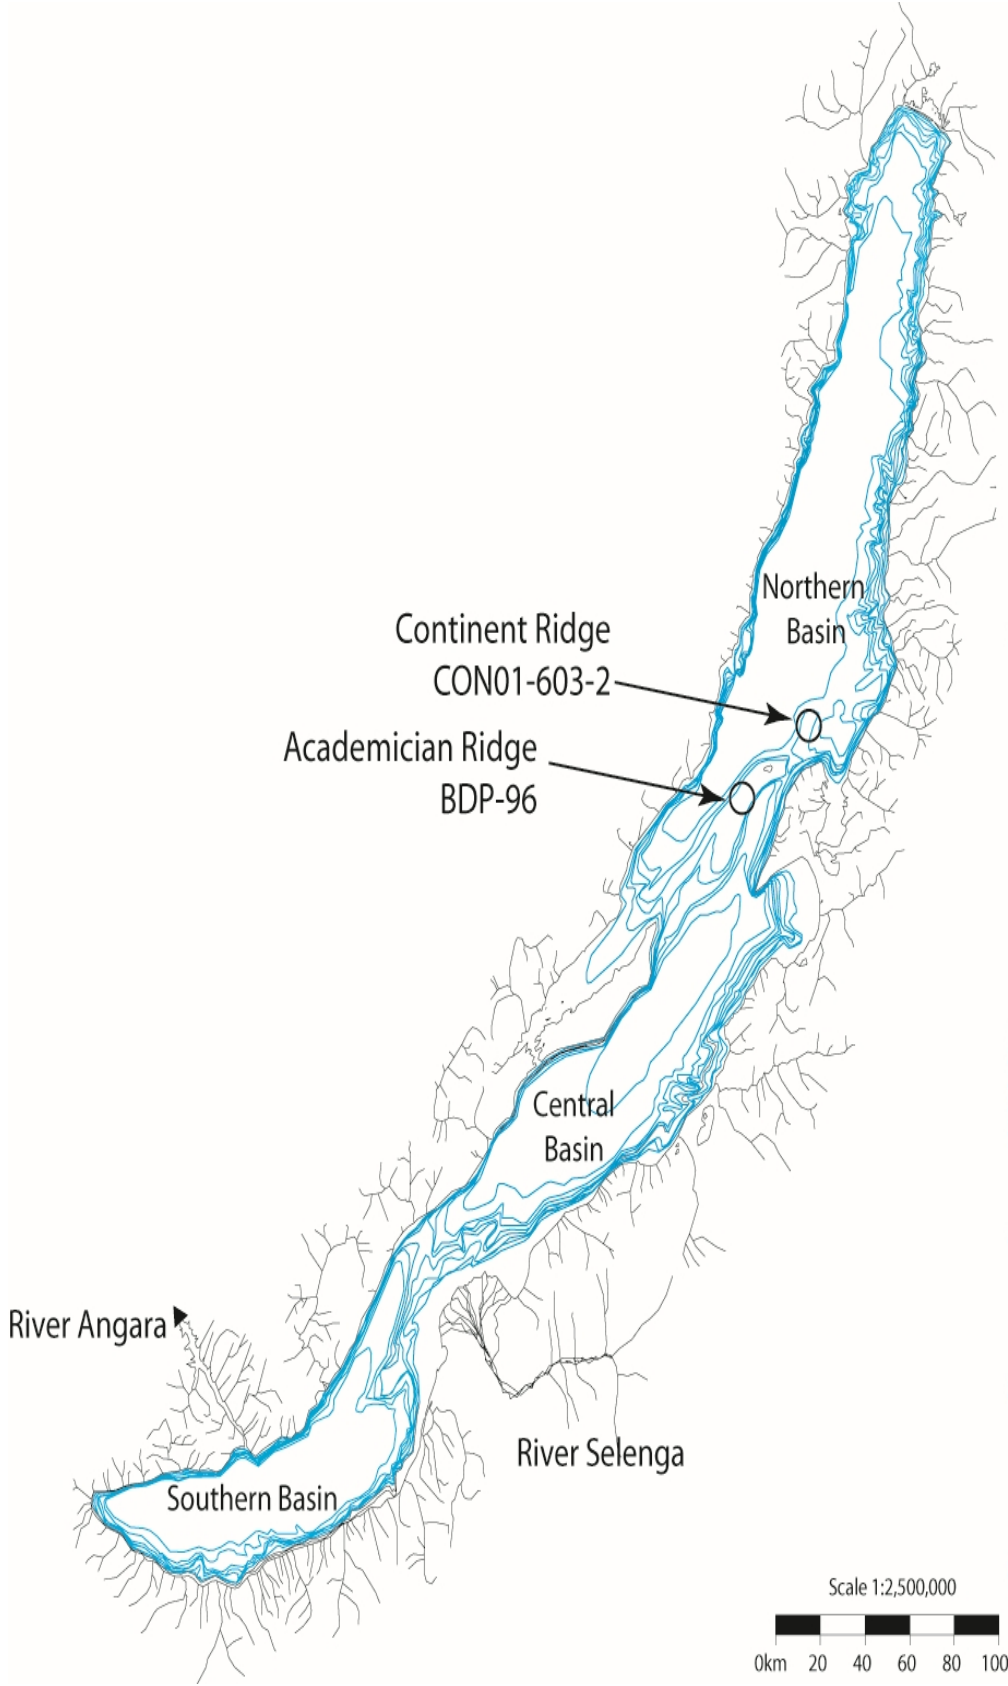 Northern
Basin
Continent Ridge
CON01-603-2
Academician Ridge
BDP-96
Central
Basin
River Angara
River Selenga
Southern Basin
Scale 1:2,500,000
0km 20 40 60 80 100